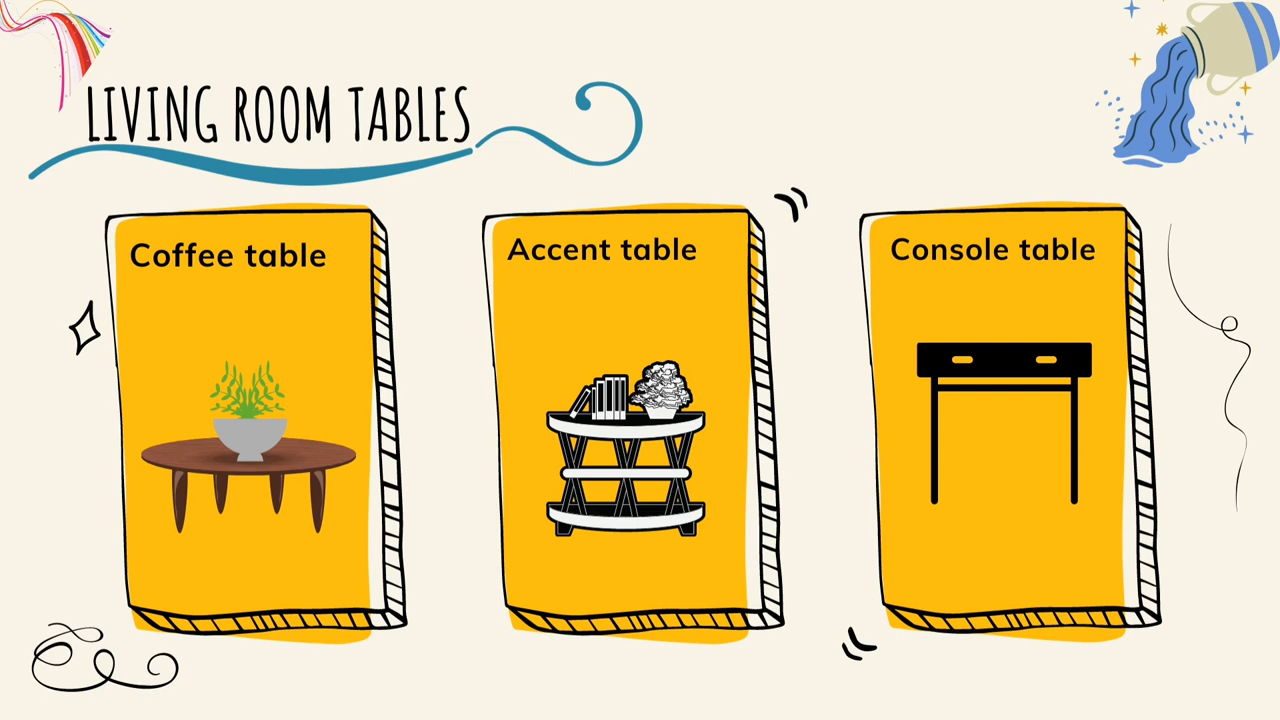 LIVING ROOM TABLES
Coffee table
Accent table
Console table